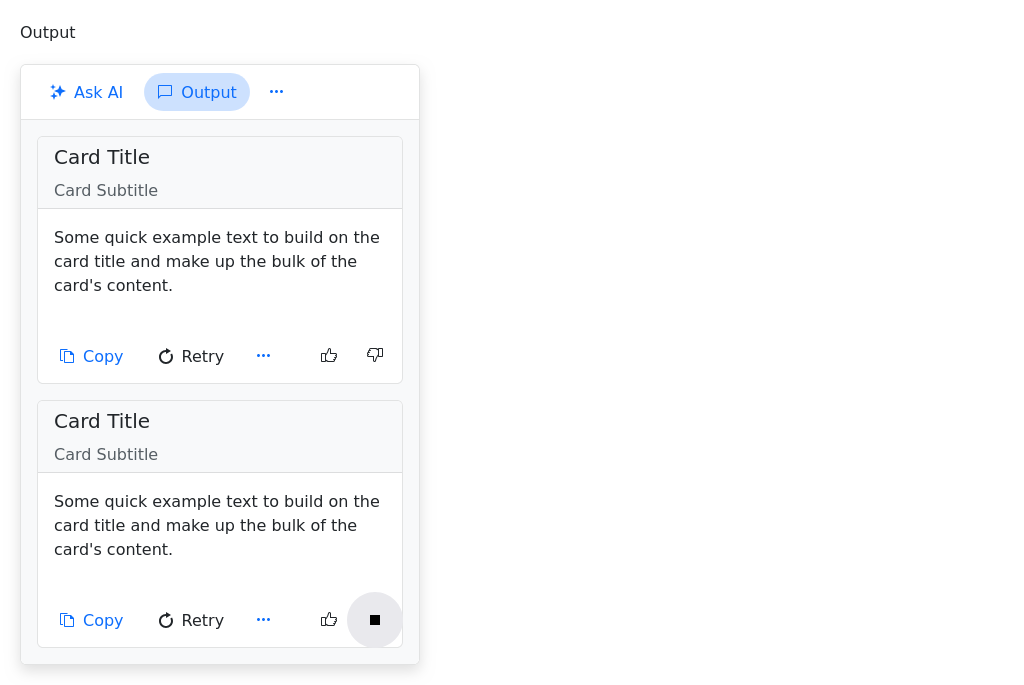 Output
Ask AI Output
Card Title
Card Subtitle
Some quick example text to build on the
card title and make up the bulk of the
card's content.
Copy Retry
Card Title
Card Subtitle
Some quick example text to build on the
card title and make up the bulk of the
card's content.
Copy Retry